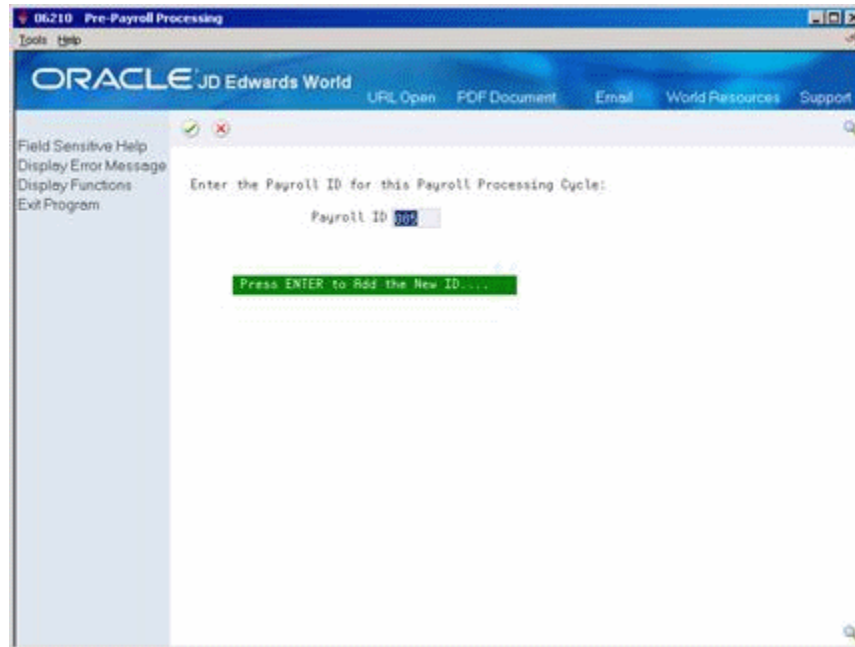 06210 Pre-Payroll Processing
Tools Help
ORACLE JD Edwards World
URL Open PDF Document Email World Resources Support
Field Sensitive Help
Display Error Message
Display Functions
Exit Program
Enter the Payroll ID for this Payroll Processing Cycle:
Payroll ID
Press ENTER to Add the New ID....